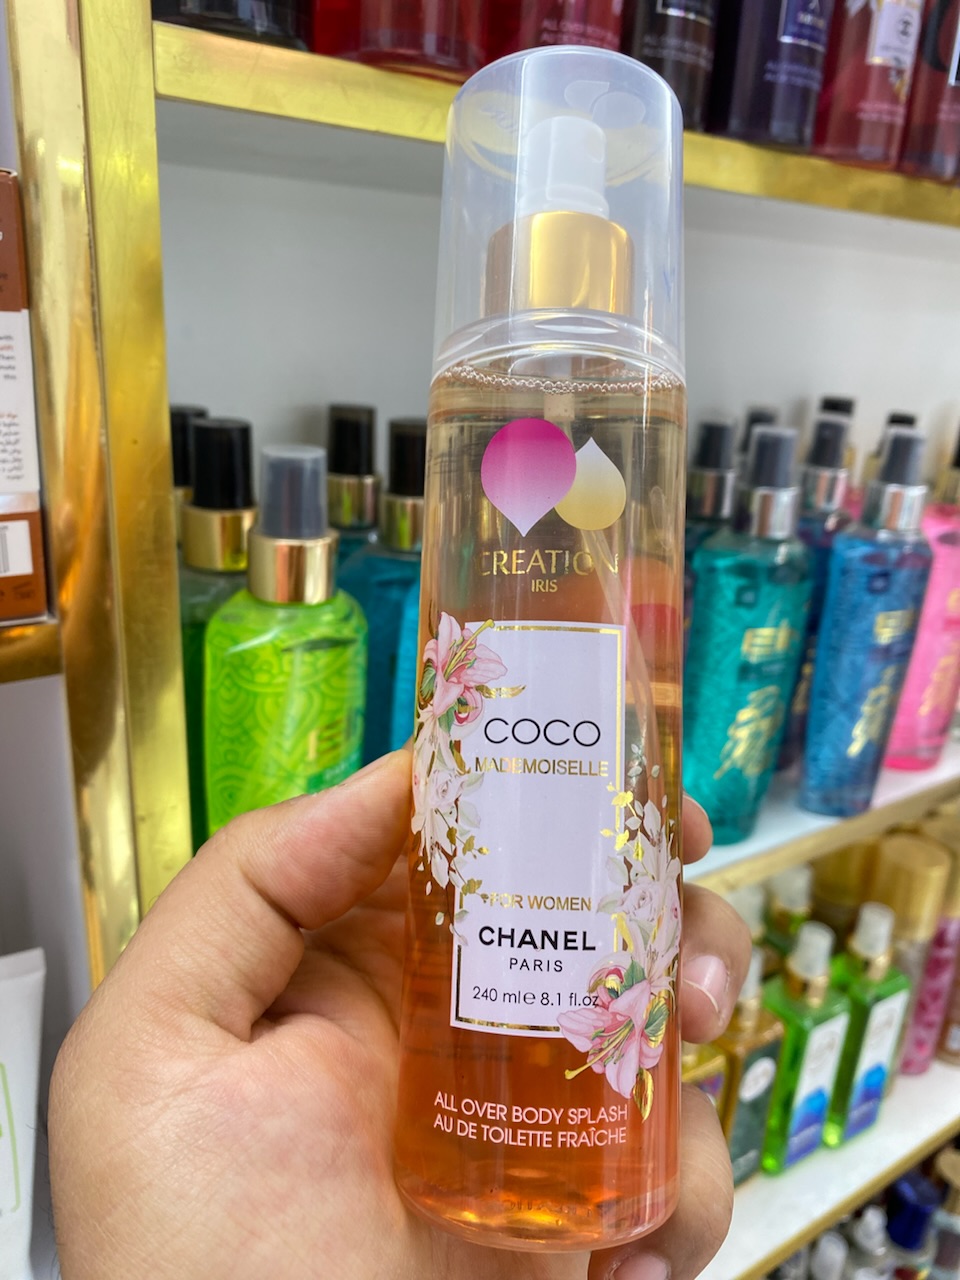 CREATION
IRIS
COCO
MADEMOISELLE
FOR WOMEN
CHANEL
PARIS
240 ml e 8.1 fl.oz
ALL OVER BODY SPLASH
AU DE TOILETTE FRAÎCHE